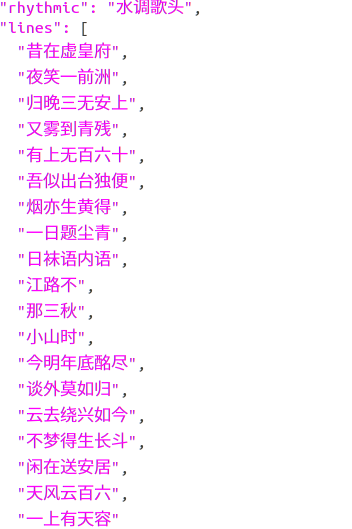 "rhythmic": "水调歌头",
"lines": [
"昔在虚皇府",
"夜笑一前洲",
"归晚三无安上",
"又雾到青残",
"有上无百六十",
"吾似出台独便",
"烟亦生黄得",
"一日题尘青",
"日袜语内语",
"江路不",
"那三秋",
"小山时",
"今明年底酩尽",
"谈外莫如归",
"云去绕兴如今",
"不梦得生长斗",
"闲在送安居",
"天风云百六",
"一上有天容"